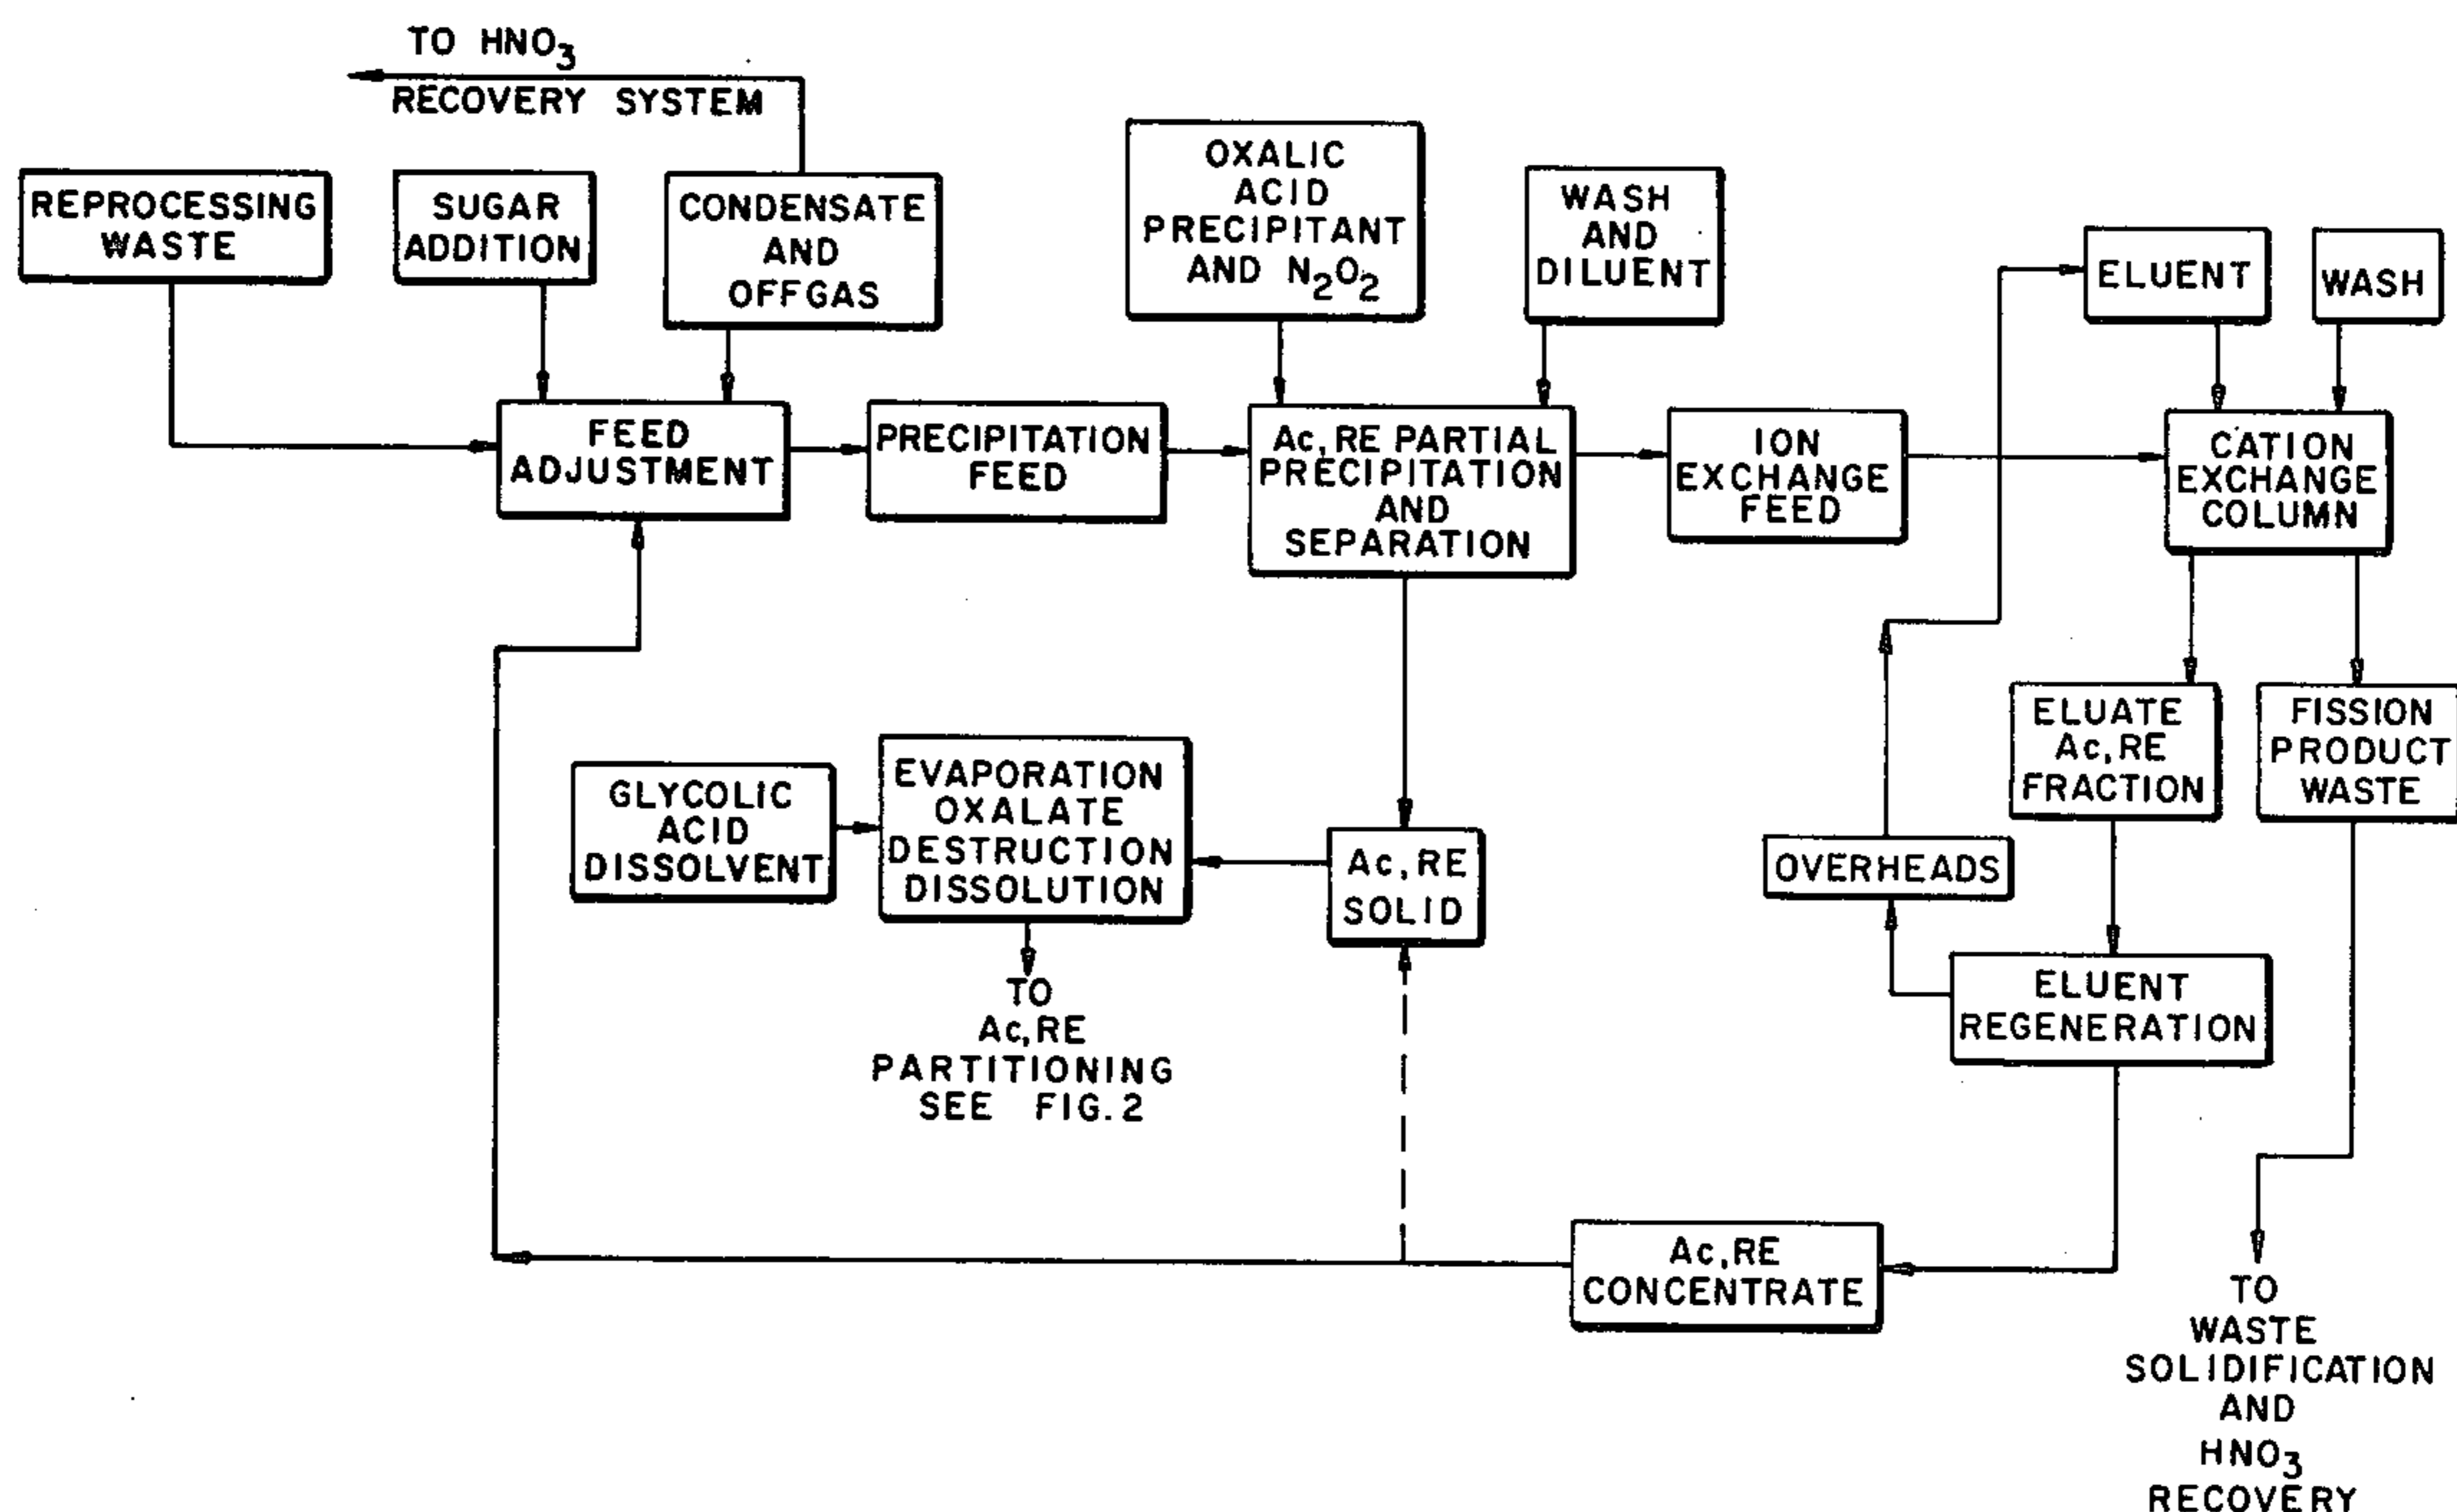 TO HNO3
RECOVERY SYSTEM
REPROCESSING
WASTE
SUGAR
ADDITION
CONDENSATE
AND
OFFGAS
OXALIC
ACID
PRECIPITANT
AND N2O2
WASH
AND
DILUENT
ELUENT
WASH
FEED
ADJUSTMENT
PRECIPITATION
FEED
Ac,RE PARTIAL
PRECIPITATION
AND
SEPARATION
ION
EXCHANGE
FEED
CATION
EXCHANGE
COLUMN
GLYCOLIC
ACID
DISSOLVENT
EVAPORATION
OXALATE
DESTRUCTION
DISSOLUTION
Ac,RE
SOLID
OVERHEADS
ELUATE
Ac,RE
FRACTION
FISSION
PRODUCT
WASTE
TO
Ac,RE
PARTITIONING
SEE FIG.2
ELUENT
REGENERATION
Ac,RE
CONCENTRATE
TO
WASTE
SOLIDIFICATION
AND
HNO3
RECOVERY